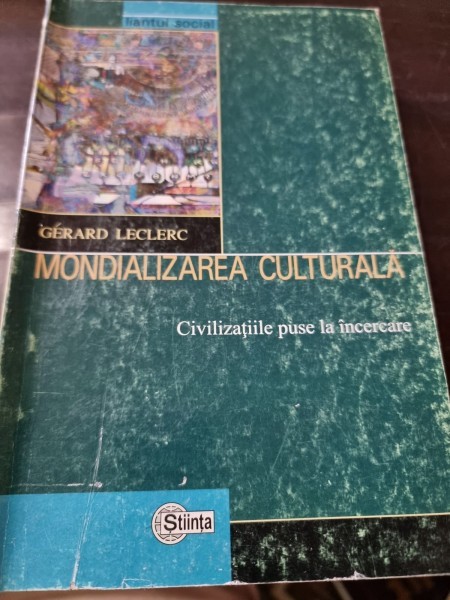 liantul social
GÉRARD LECLERC
MONDIALIZAREA CULTURALĂ
Civilizațiile puse la încercare
Știința